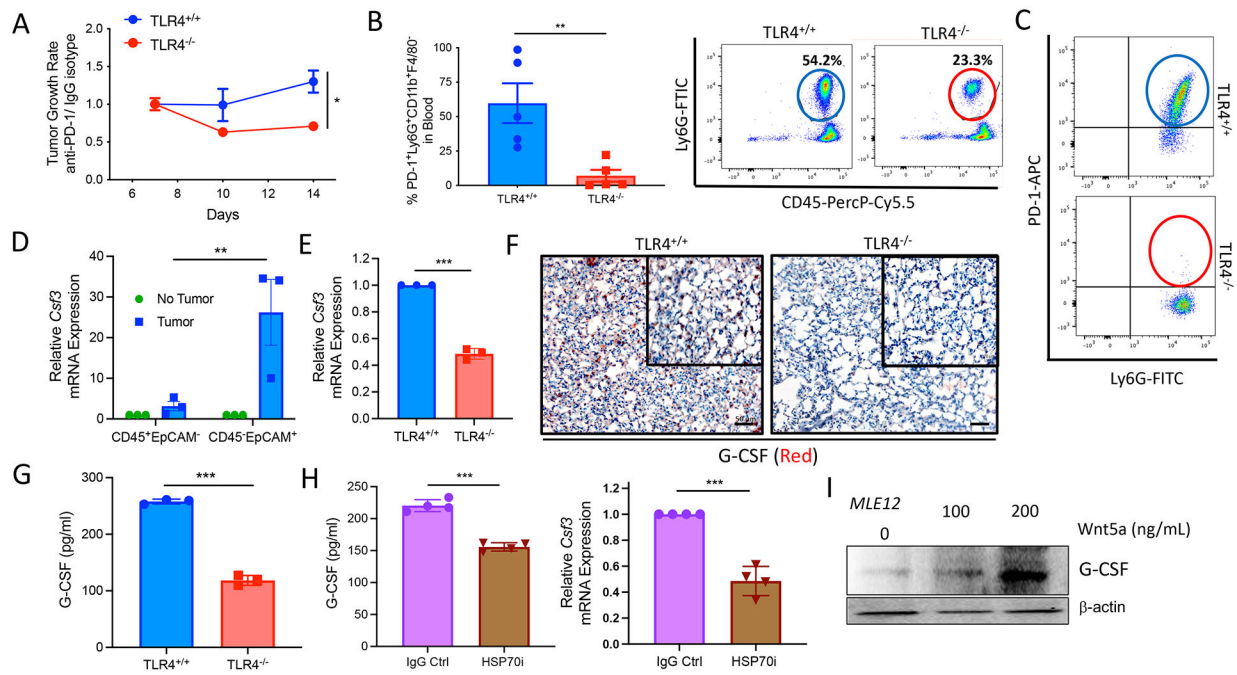 A
TLR4+/+
TLR4-/-
Tumor Growth Rate
anti-PD-1/ IgG isotype
2.0
1.5
1.0
0.5
0.0
6
8
10
12
14
Days
*
B
% PD-1+Ly6G+CD11b+F4/80-
in Blood
100
75
50
25
0
**
TLR4+/+
TLR4-/-
TLR4+/+
TLR4-/-
54.2%
23.3%
Ly6G-FITC
CD45-PercP-Cy5.5
C
TLR4+/+
TLR4-/-
PD-1-APC
Ly6G-FITC
D
Relative Csf3
mRNA Expression
40
30
20
10
0
**
No Tumor
Tumor
CD45+EpCAM-
CD45-EpCAM+
E
Relative Csf3
mRNA Expression
1.2
1.0
0.8
0.6
0.4
0.2
0.0
***
TLR4+/+
TLR4-/-
F
TLR4+/+
TLR4-/-
G-CSF (Red)
G
G-CSF (pg/ml)
300
200
100
0
***
TLR4+/+
TLR4-/-
H
G-CSF (pg/ml)
250
200
150
100
50
0
***
IgG Ctrl
HSP70i
Relative Csf3
mRNA Expression
1.2
1.0
0.8
0.6
0.4
0.2
0.0
***
IgG Ctrl
HSP70i
I
MLE12
0
100
200
Wnt5a (ng/mL)
G-CSF
β-actin